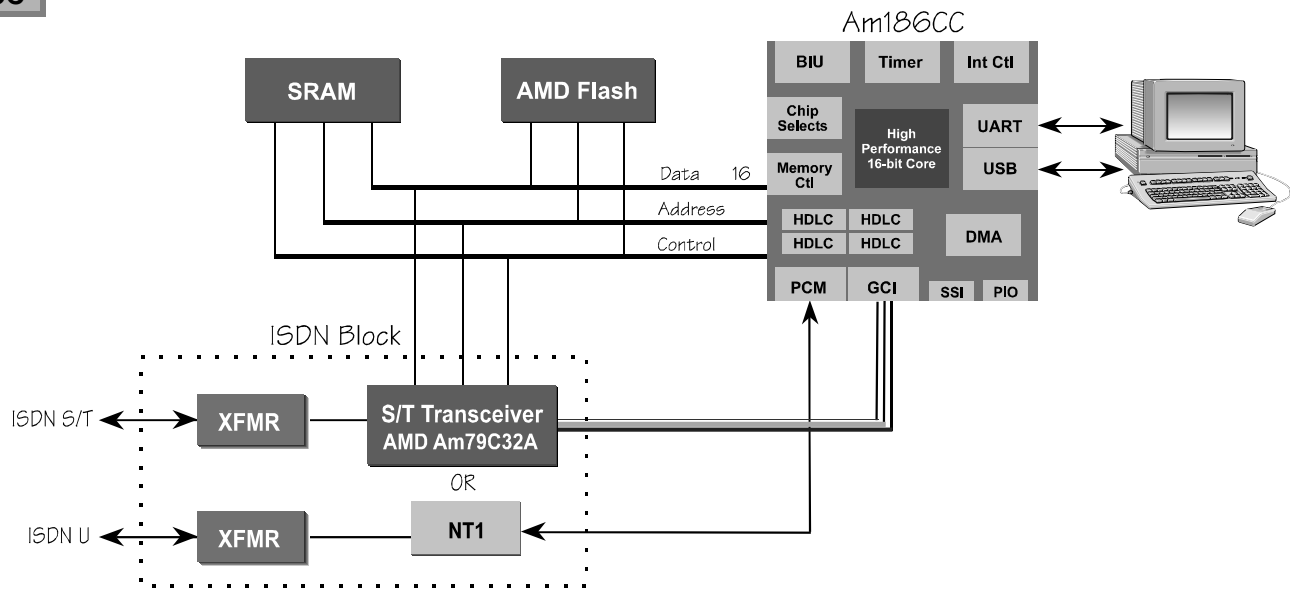 Am186CC
BIU
Timer
Int Ctl
SRAM
AMD Flash
Chip
Selects
High
Performance
16-bit Core
UART
USB
Memory
Ctl
Data 16
Address
Control
HDLC
HDLC
HDLC
HDLC
DMA
PCM
GCI
SSI
PIO
ISDN Block
ISDN S/T
XFMR
S/T Transceiver
AMD Am79C32A
OR
ISDN U
XFMR
NT1